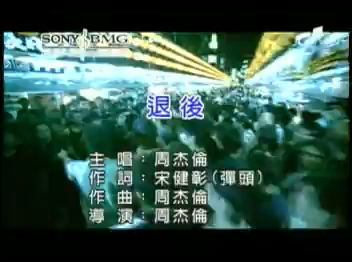 SONY BMG
退後
主 唱：周杰倫
作 詞：宋健彰(彈頭)
作 曲：周杰倫
導 演：周杰倫